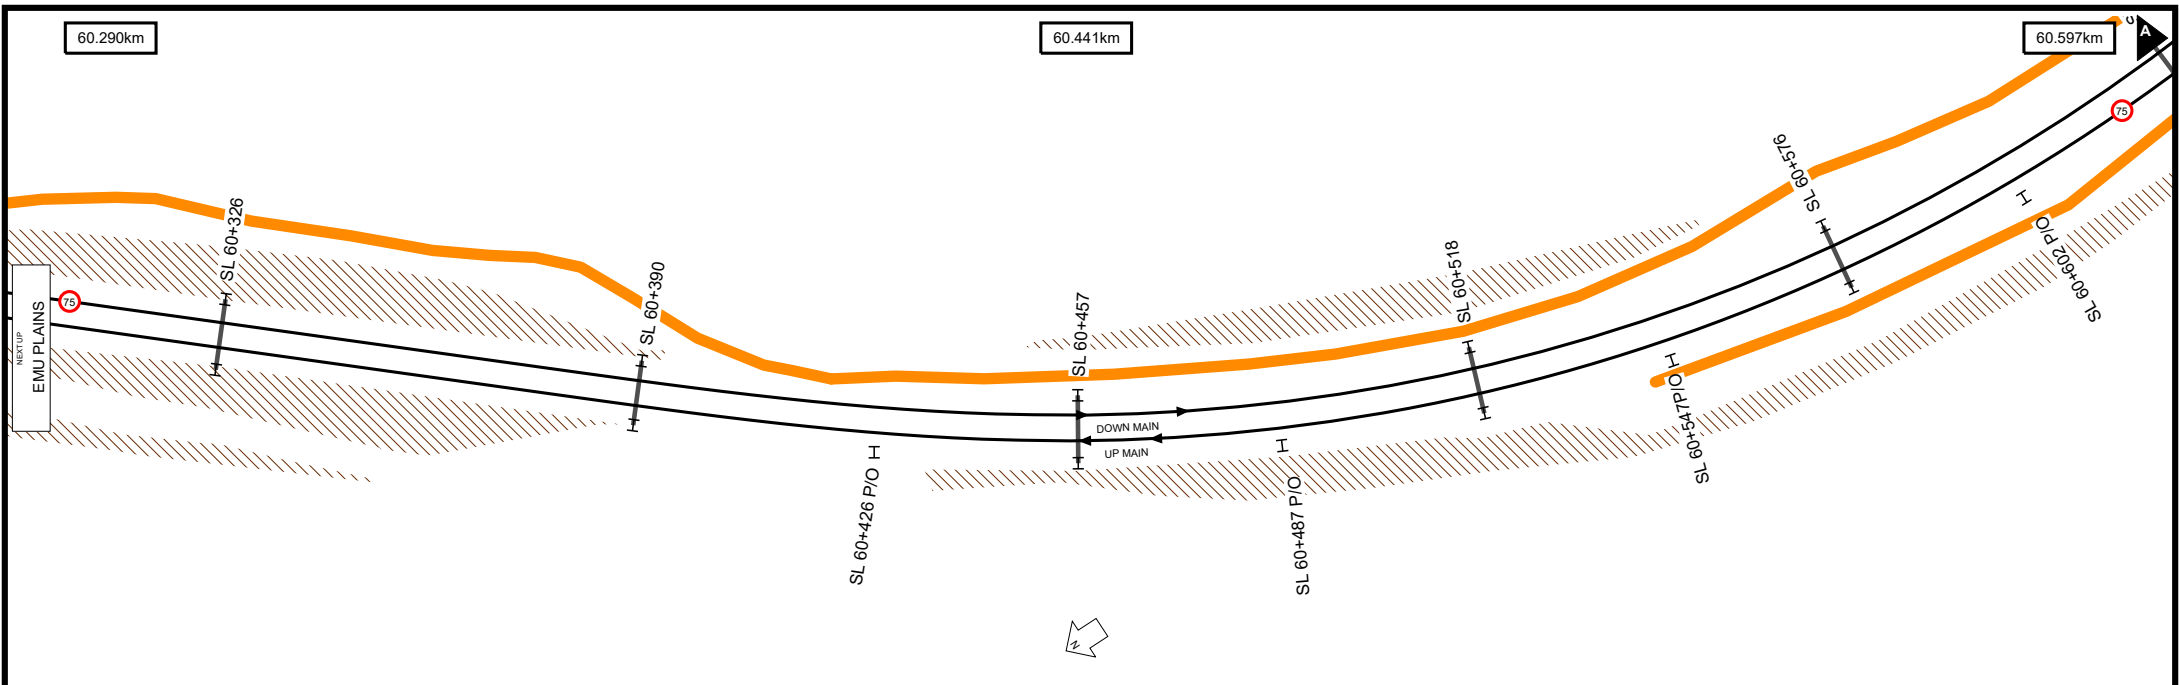 60.290km
60.441km
60.597km
A
75
SL 60+576
SL 60+326
SL 60+602 P/O
SL 60+518
SL 60+390
SL 60+457
75
NEXT UP
EMU PLAINS
DOWN MAIN
UP MAIN
SL 60+547P/O
SL 60+426 P/O
SL 60+487 P/O
N